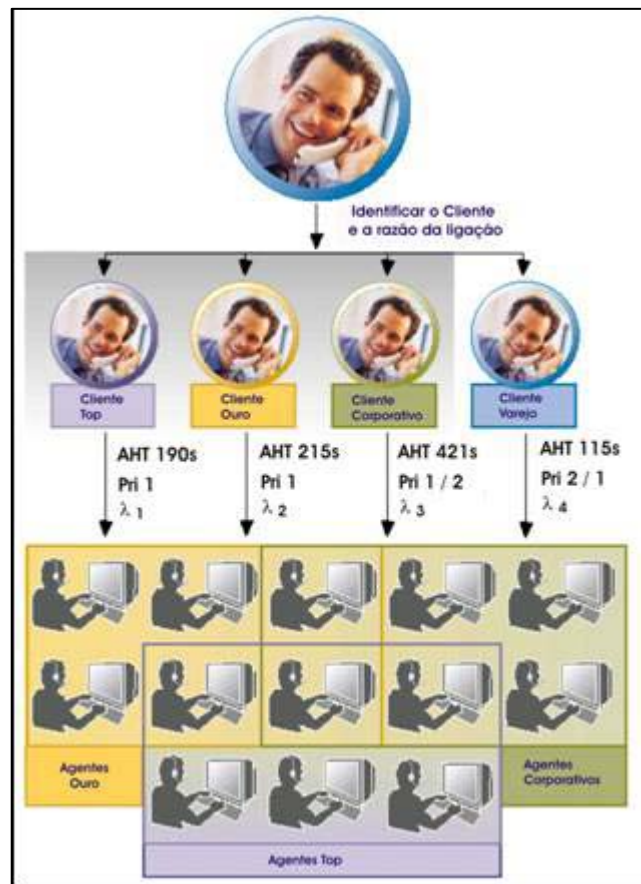 Identificar o Cliente
e a razão da ligação
Cliente
Top
Cliente
Ouro
Cliente
Corporativo
Cliente
Varejo
AHT 190s
Pri 1
λ 1
AHT 215s
Pri 1
λ 2
AHT 421s
Pri 1 / 2
λ 3
AHT 115s
Pri 2 / 1
λ 4
Agentes
Ouro
Agentes
Corporativos
Agentes Top